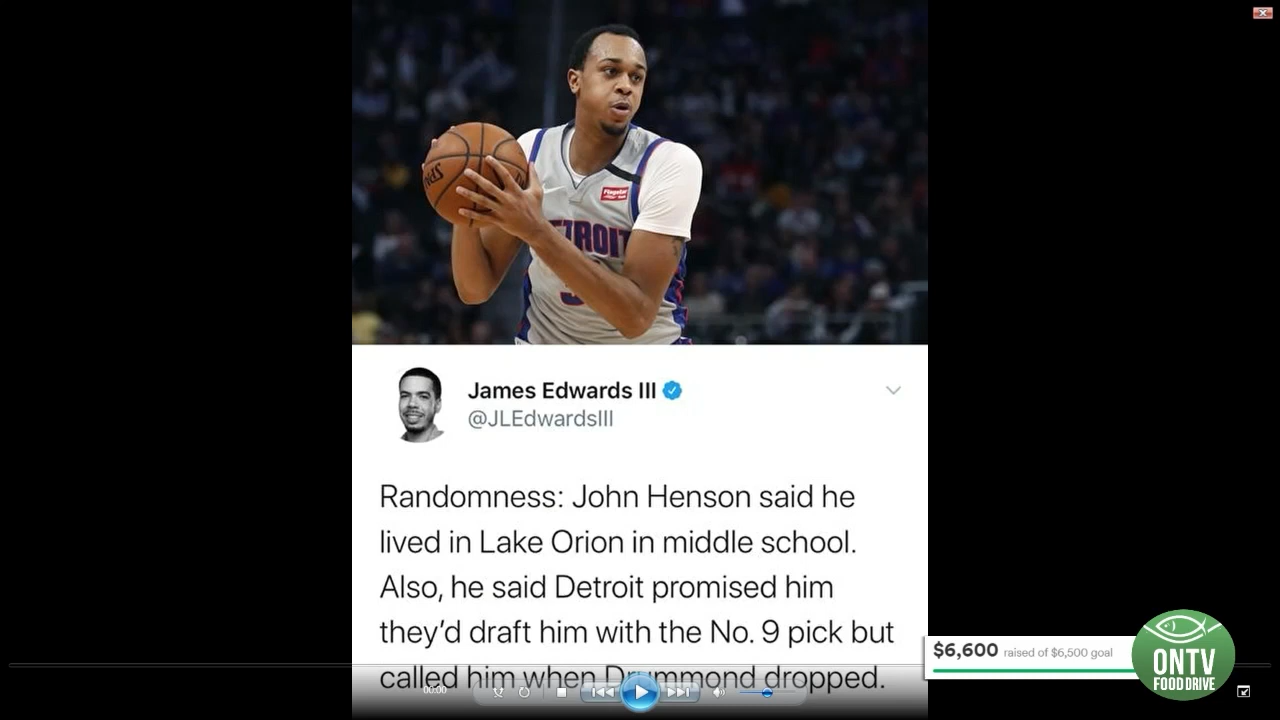 SPA
Flagstar
DETROIT
James Edwards III
@JLEdwardsIII
Randomness: John Henson said he
lived in Lake Orion in middle school.
Also, he said Detroit promised him
they'd draft him with the No. 9 pick but
called him when Drummond dropped.
$6,600 raised of $6,500 goal
ONTV
FOOD DRIVE
00:00